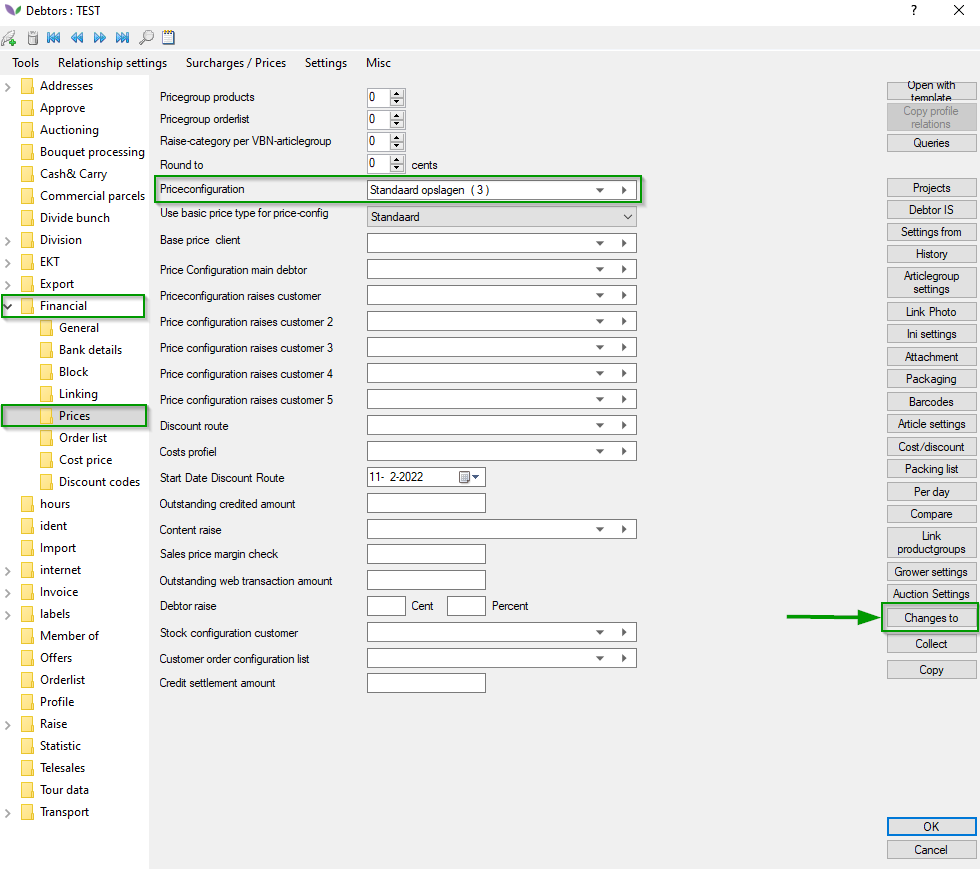 Debtors : TEST
?
Tools Relationship settings Surcharges / Prices Settings Misc
Addresses
Approve
Auctioning
Bouquet processing
Cash& Carry
Commercial parcels
Divide bunch
Division
EKT
Export
Financial
General
Bank details
Block
Linking
Prices
Order list
Cost price
Discount codes
hours
ident
Import
internet
Invoice
labels
Member of
Offers
Orderlist
Profile
Raise
Statistic
Telesales
Tour data
Transport
Pricegroup products 0
Pricegroup orderlist 0
Raise-category per VBN-articlegroup 0
Round to 0 cents
Priceconfiguration Standaard opslagen ( 3 )
Use basic price type for price-config Standaard
Base price client
Price Configuration main debtor
Priceconfiguration raises customer
Price configuration raises customer 2
Price configuration raises customer 3
Price configuration raises customer 4
Price configuration raises customer 5
Discount route
Costs profiel
Start Date Discount Route 11- 2-2022
Outstanding credited amount
Content raise
Sales price margin check
Outstanding web transaction amount
Debtor raise Cent Percent
Stock configuration customer
Customer order configuration list
Credit settlement amount
Open with
template
Copy profile
relations
Queries
Projects
Debtor IS
Settings from
History
Articlegroup
settings
Link Photo
Ini settings
Attachment
Packaging
Barcodes
Article settings
Cost/discount
Packing list
Per day
Compare
Link
productgroups
Grower settings
Auction Settings
Changes to
Collect
Copy
OK
Cancel